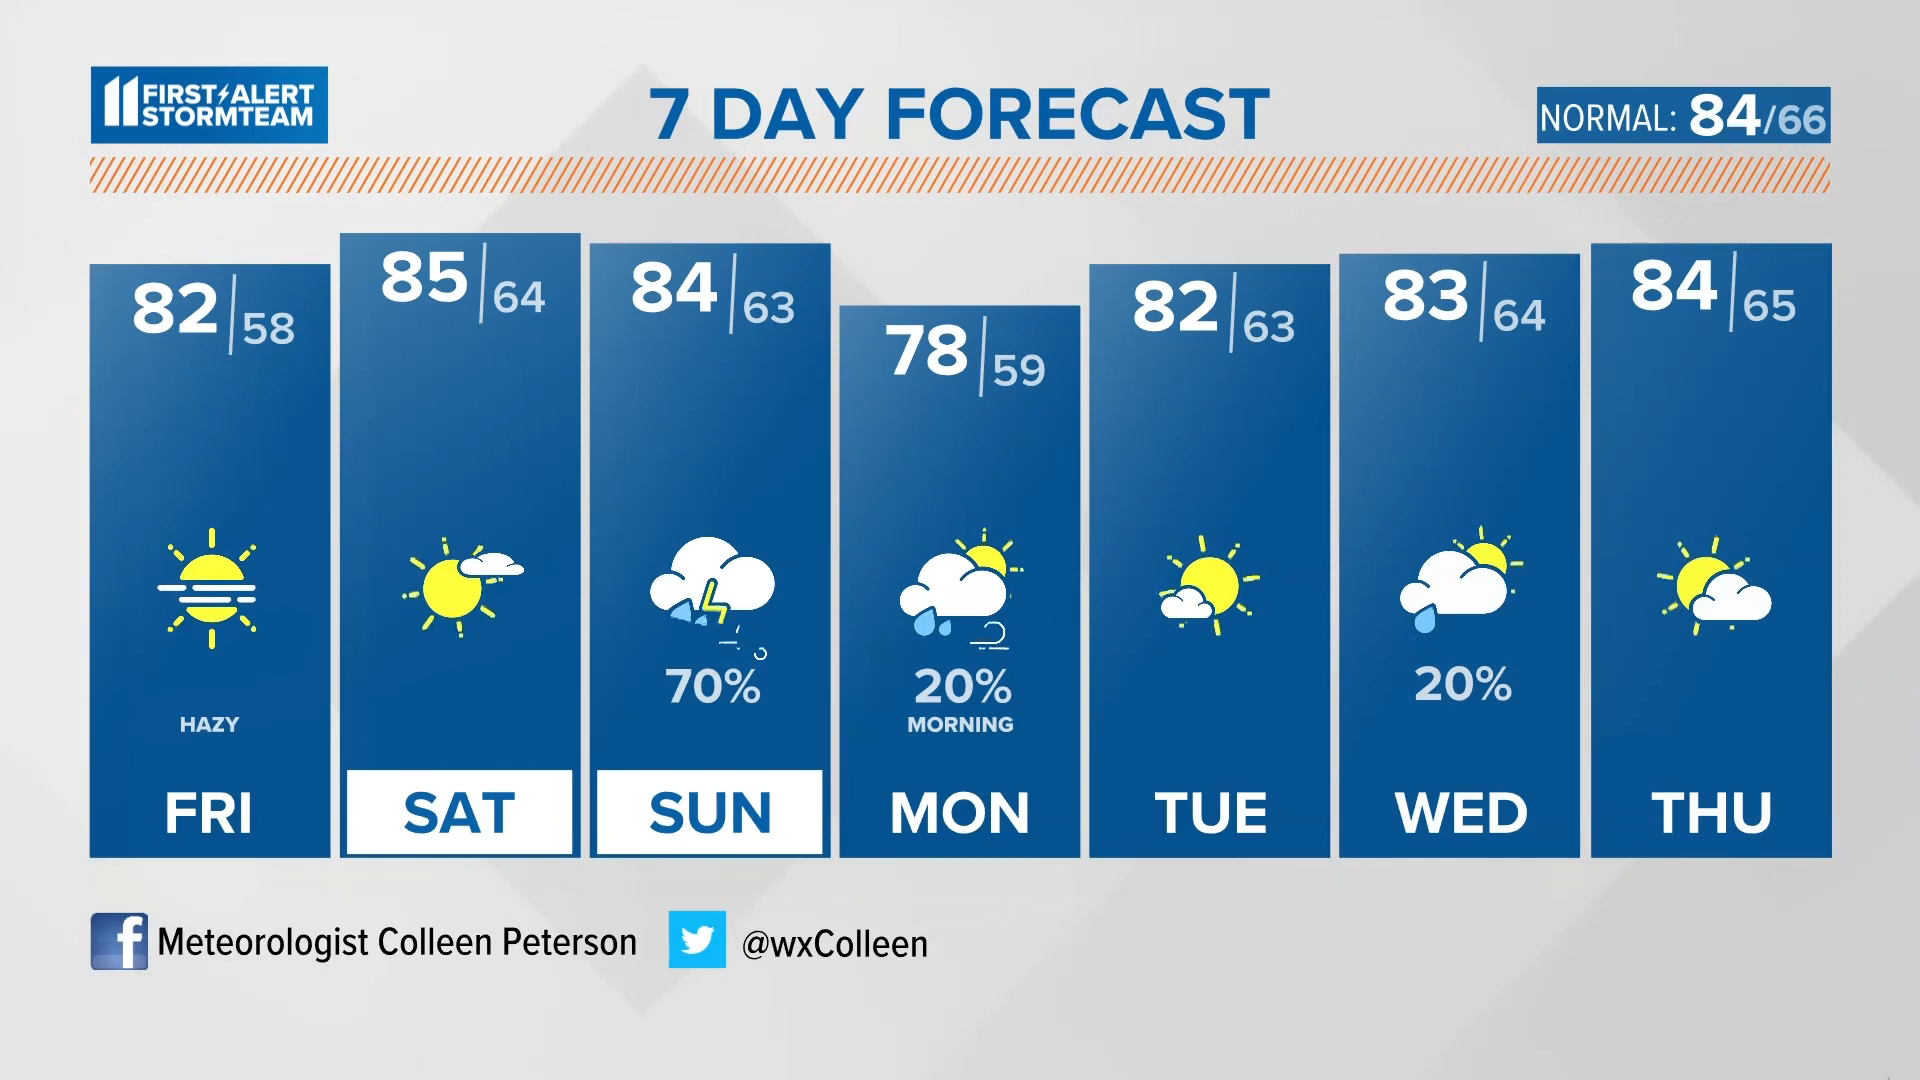 11 FIRST ALERT
STORMTEAM
7 DAY FORECAST
NORMAL: 84/66
82/58
85/64
84/63
78/59
82/63
83/64
84/65
70%
20%
20%
HAZY
MORNING
FRI
SAT
SUN
MON
TUE
WED
THU
f Meteorologist Colleen Peterson
@wxColleen